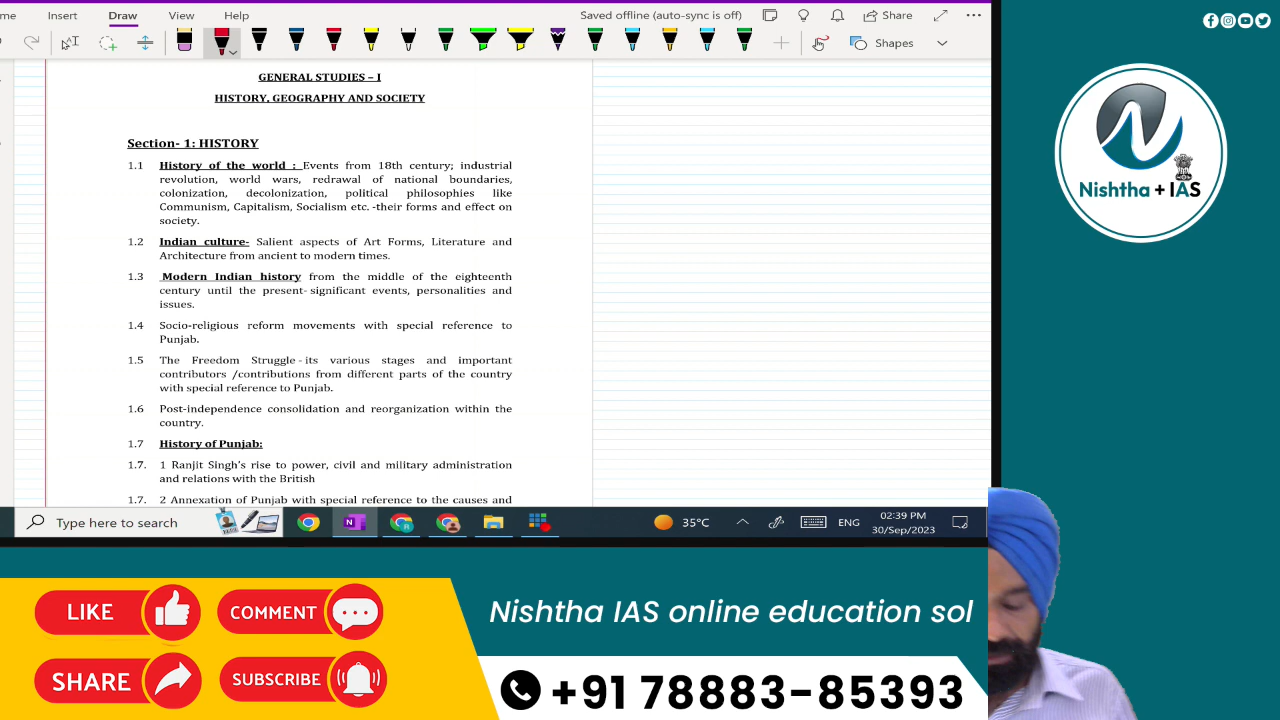 me Insert Draw View Help Saved offline (auto-sync is off) Share
Shapes
GENERAL STUDIES – I
HISTORY, GEOGRAPHY AND SOCIETY
Section- 1: HISTORY
1.1 History of the world : Events from 18th century; industrial
revolution, world wars, redrawal of national boundaries,
colonization, decolonization, political philosophies like
Communism, Capitalism, Socialism etc. -their forms and effect on
society.
1.2 Indian culture- Salient aspects of Art Forms, Literature and
Architecture from ancient to modern times.
1.3 Modern Indian history from the middle of the eighteenth
century until the present- significant events, personalities and
issues.
1.4 Socio-religious reform movements with special reference to
Punjab.
1.5 The Freedom Struggle - its various stages and important
contributors /contributions from different parts of the country
with special reference to Punjab.
1.6 Post-independence consolidation and reorganization within the
country.
1.7 History of Punjab:
1.7. 1 Ranjit Singh's rise to power, civil and military administration
and relations with the British
1.7. 2 Annexation of Punjab with special reference to the causes and
Type here to search 35°C ENG 02:39 PM
30/Sep/2023
Nishtha + IAS
LIKE COMMENT
SHARE SUBSCRIBE
Nishtha IAS online education sol
+91 78883-85393